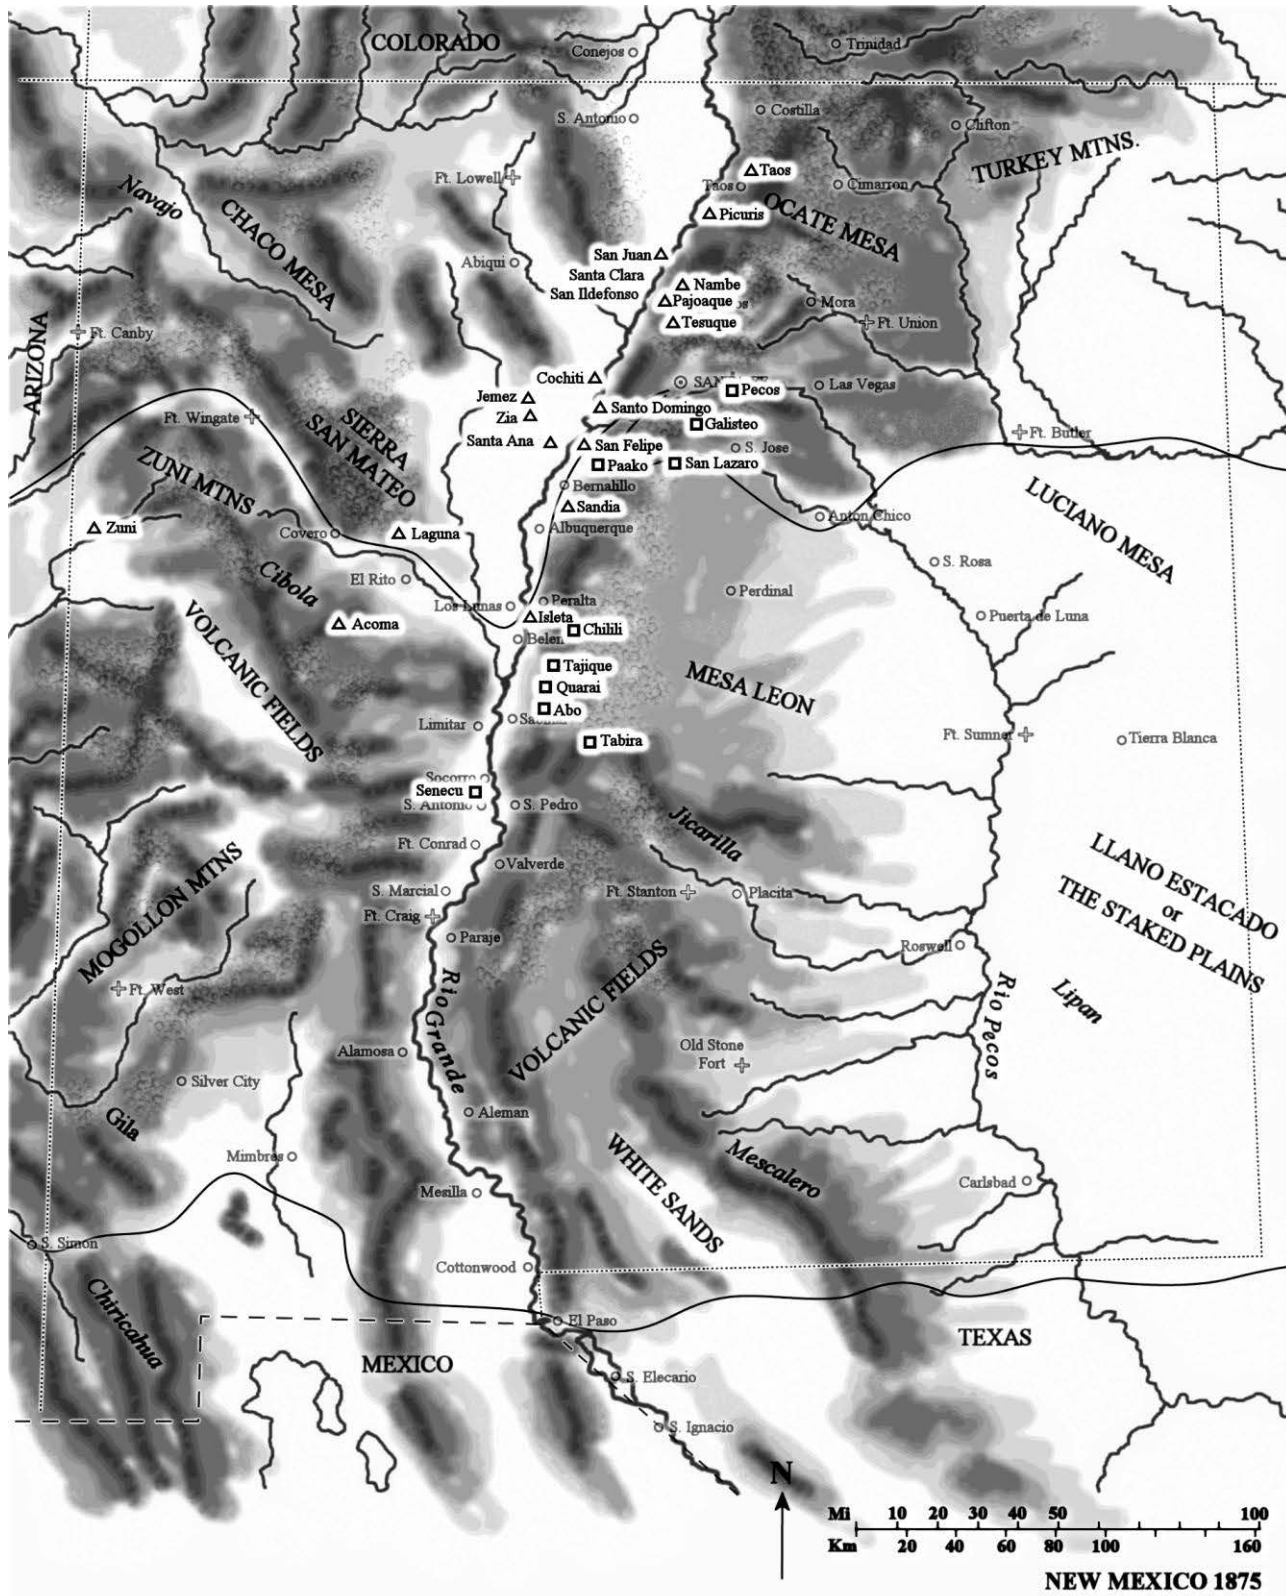 COLORADO
Conejos
Trinidad
S. Antonio
Costilla
Clifton
TURKEY MTNS.
Navajo
Ft. Lowell
Taos
Taos
Cimarron
CHACO MESA
Picuris
OCATE MESA
Abiqui
San Juan
Santa Clara
San Ildefonso
Nambe
Pajoaque
Mora
Tesuque
Ft. Union
ARIZONA
Ft. Canby
Cochiti
Pecos
Las Vegas
Jemez
Zia
Santo Domingo
Galisteo
Ft. Wingate
SIERRA
SAN MATEO
Santa Ana
San Felipe
S. Jose
Ft. Butler
ZUNI MTNS
Paako
San Lazaro
Bernalillo
LUCIANO MESA
Sandia
Anton Chico
Zuni
Covero
Laguna
Albuquerque
S. Rosa
Cibola
El Rito
Perdinal
Los Lunas
Peralta
Puerta de Luna
Acoma
Isleta
Chilili
Belen
VOLCANIC FIELDS
Tajique
Quarai
MESA LEON
Abo
Limitar
Tabira
Ft. Sumner
Tierra Blanca
Socorro
Senecu
S. Antonio
S. Pedro
Jicarilla
Ft. Conrad
Valverde
LLANO ESTACADO
or
THE STAKED PLAINS
MOGOLLON MTNS
S. Marcial
Ft. Stanton
Placita
Ft. Craig
Paraje
Roswell
Ft. West
Rio Grande
VOLCANIC FIELDS
Rio Pecos
Lipan
Alamosa
Old Stone
Fort
Silver City
Aleman
Gila
Mimbres
WHITE SANDS
Mescalero
Mesilla
Carlsbad
S. Simon
Cottonwood
Chiricahua
El Paso
MEXICO
TEXAS
S. Elecario
S. Ignacio
N
Mi 10 20 30 40 50 100
Km 20 40 60 80 100 160
NEW MEXICO 1875